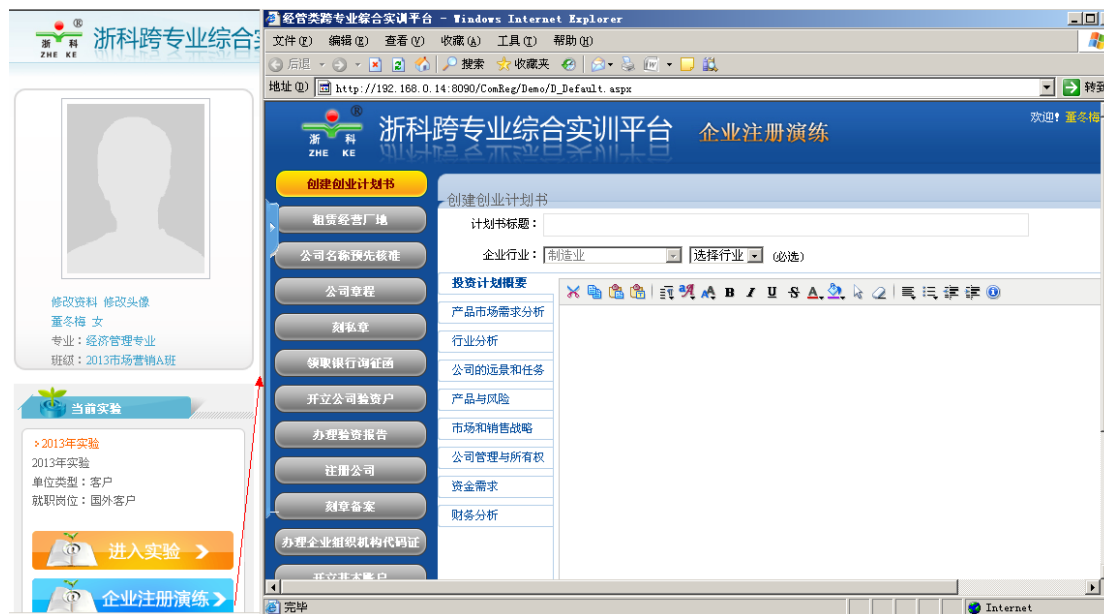 浙科
ZHE KE
浙科跨专业综合
修改资料 修改头像
董冬梅 女
专业：经济管理专业
班级：2013市场营销A班
当前实验
2013年实验
2013年实验
单位类型：客户
就职岗位：国外客户
进入实验
企业注册演练
经管类跨专业综合实训平台 - Windows Internet Explorer
文件(F) 编辑(E) 查看(V) 收藏(A) 工具(T) 帮助(H)
后退 搜索 收藏夹
地址(D) http://192.168.0.14:8090/ComReg/Demo/D_Default.aspx 转到
浙科
ZHE KE
浙科跨专业综合实训平台 企业注册演练
欢迎! 董冬梅
创建创业计划书
租赁经营厂地
公司名称预先核准
公司章程
刻私章
领取银行询征函
开立公司验资户
办理验资报告
注册公司
刻章备案
办理企业组织机构代码证
开立基本账户
创建创业计划书
计划书标题：
企业行业： 制造业 选择行业 (必选)
投资计划概要
产品市场需求分析
行业分析
公司的远景和任务
产品与风险
市场和销售战略
公司管理与所有权
资金需求
财务分析
B I U S A
完毕
Internet